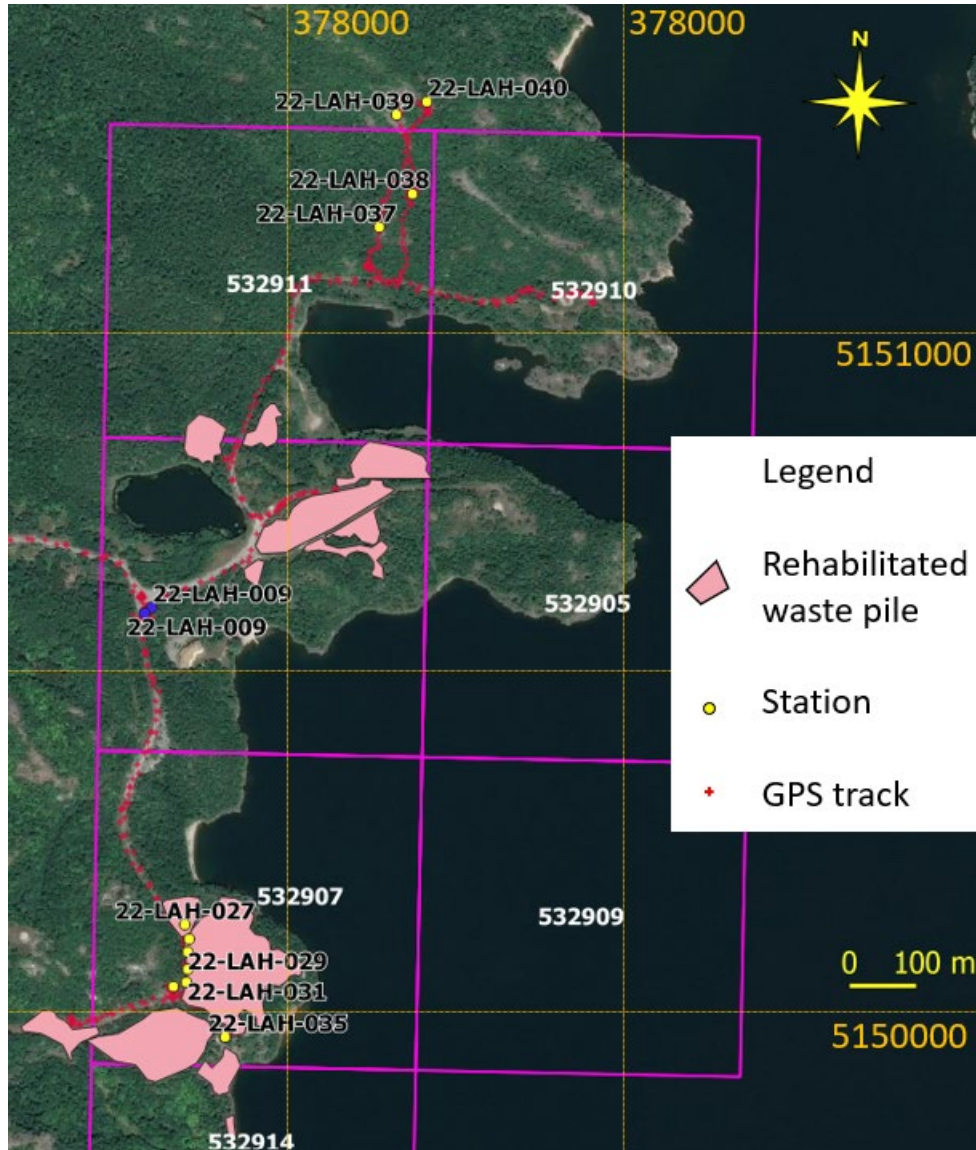 378000
378000
N
22-LAH-040
22-LAH-039
22-LAH-038
22-LAH-037
532911
532910
5151000
Legend
Rehabilitated
waste pile
Station
GPS track
22-LAH-009
22-LAH-009
532905
532907
22-LAH-027
532909
22-LAH-029
22-LAH-031
0 100 m
22-LAH-035
5150000
532914